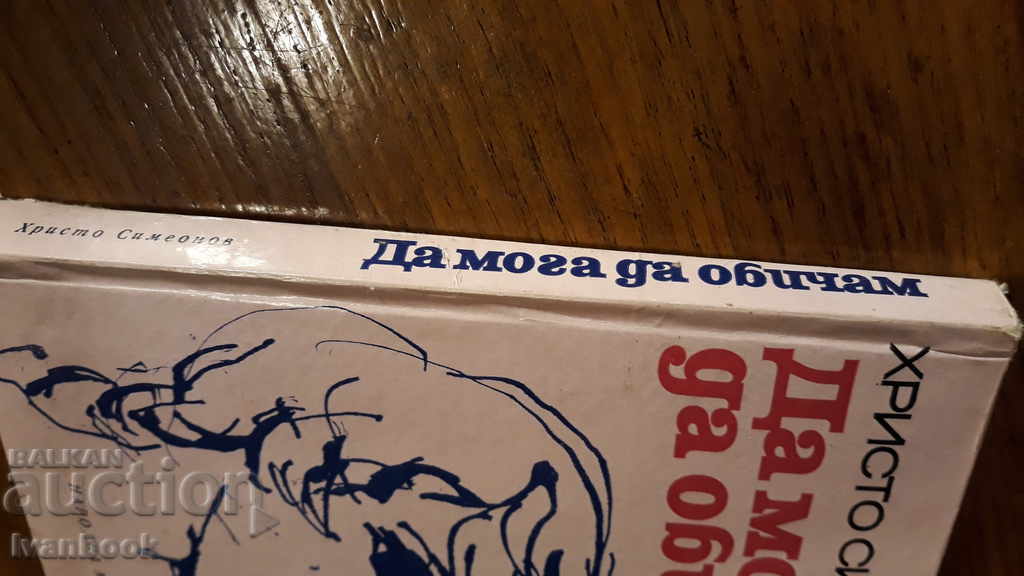 Христо Симеонов
Да мога да обичам
ХРИСТО СИ
Да мо
да об
BALKAN
auction
Ivanbook